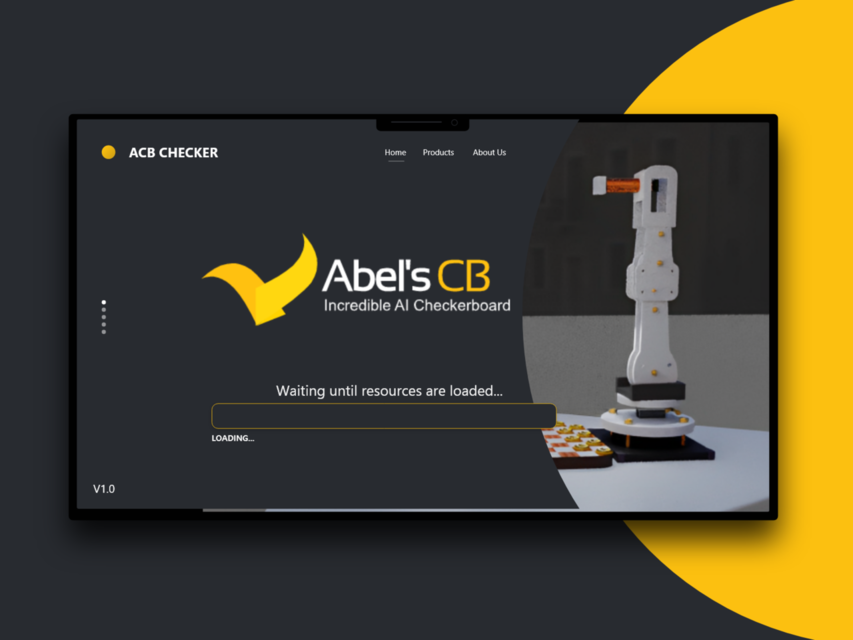 ACB CHECKER
Home Products About Us
Abel's CB
Incredible AI Checkerboard
Waiting until resources are loaded...
LOADING...
V1.0